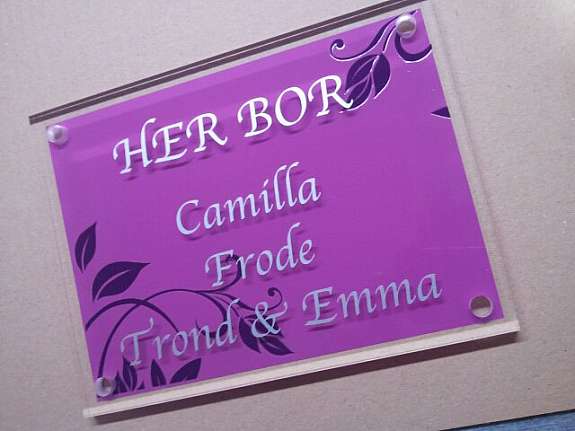 HER BOR
Camilla
Frode
Trond & Emma